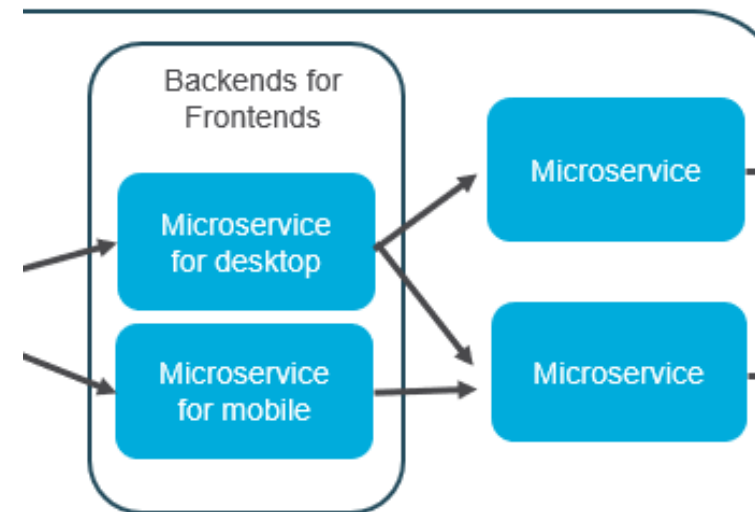 Backends for
Frontends
Microservice
for desktop
Microservice
for mobile
Microservice
Microservice